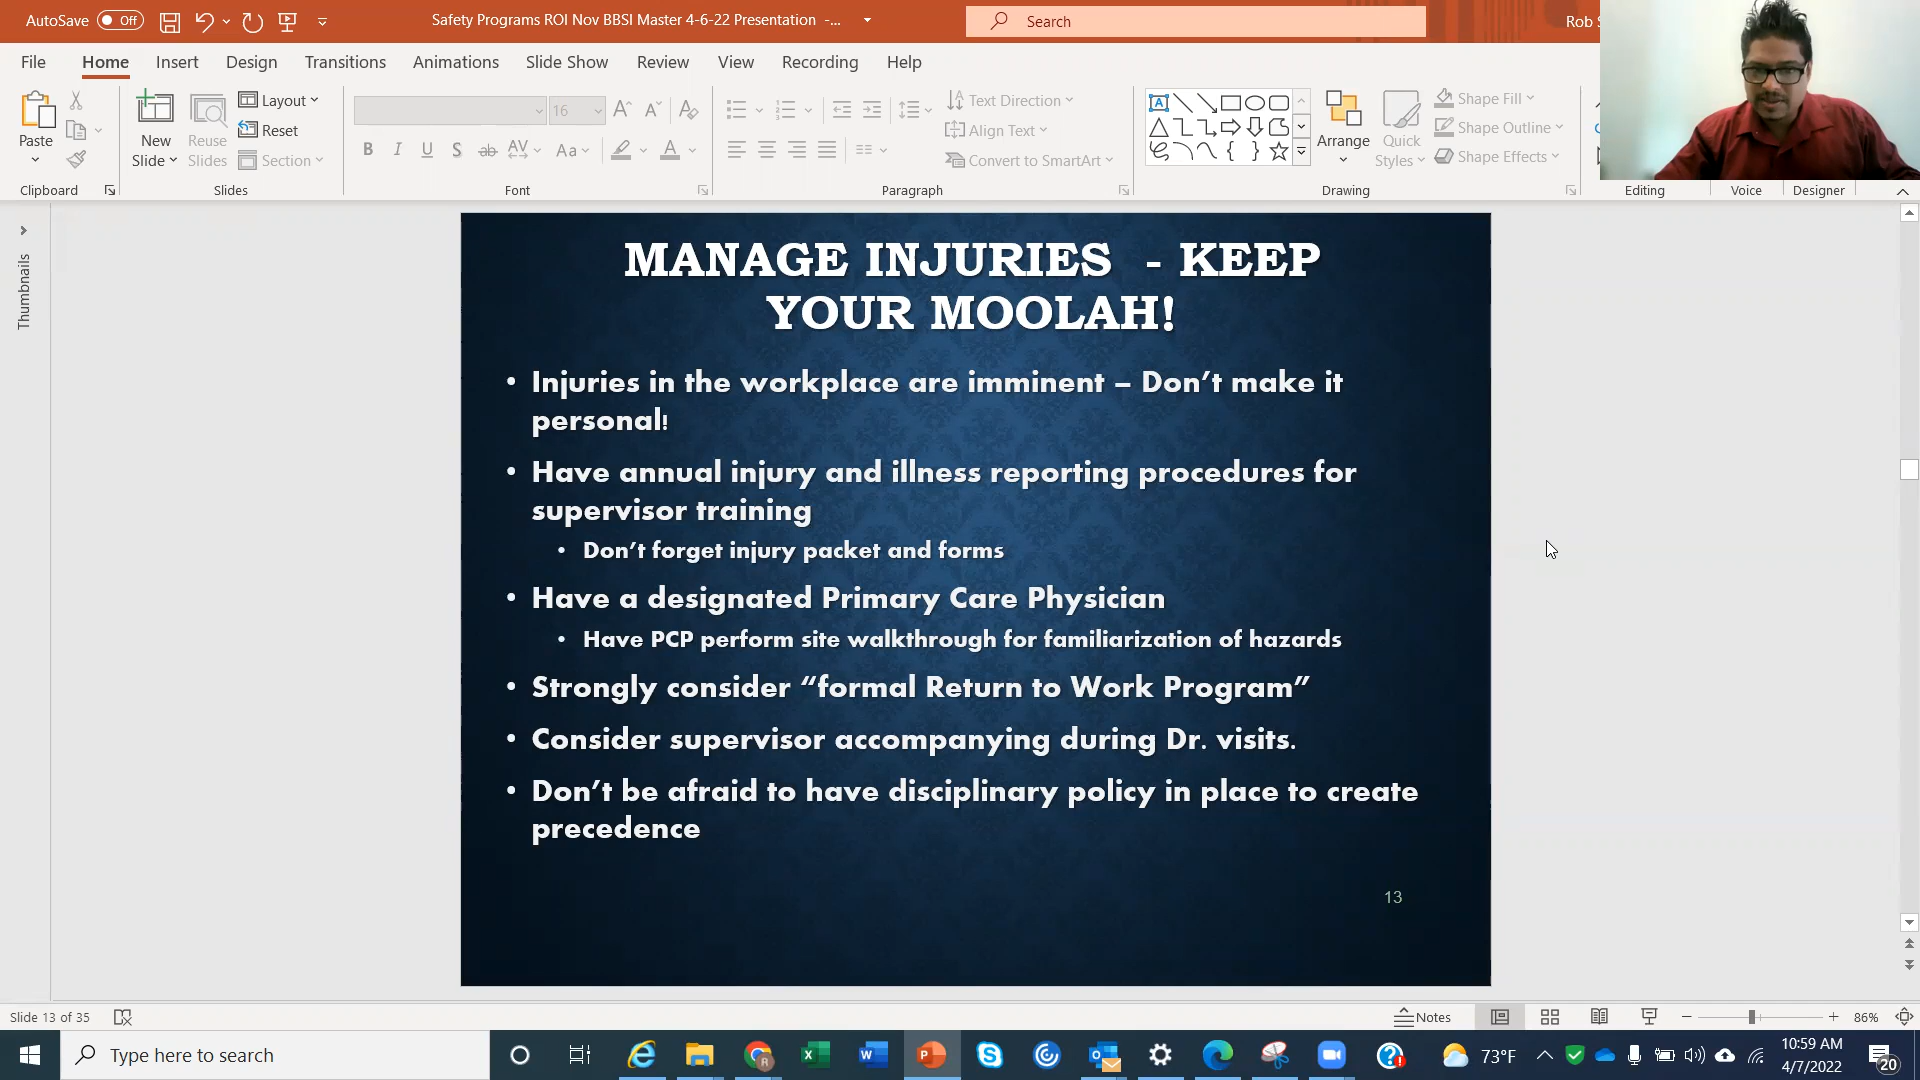 AutoSave Off Safety Programs ROI Nov BBSI Master 4-6-22 Presentation -... Search Rob
File Home Insert Design Transitions Animations Slide Show Review View Recording Help
Paste
Clipboard
New Slide
Reuse Slides
Layout
Reset
Section
Slides
16
B I U S ab AV Aa A
Font
Text Direction
Align Text
Convert to SmartArt
Paragraph
Arrange
Quick Styles
Shape Fill
Shape Outline
Shape Effects
Drawing
Editing
Voice
Designer
Thumbnails
MANAGE INJURIES - KEEP
YOUR MOOLAH!
• Injuries in the workplace are imminent – Don’t make it
personal!
• Have annual injury and illness reporting procedures for
supervisor training
• Don’t forget injury packet and forms
• Have a designated Primary Care Physician
• Have PCP perform site walkthrough for familiarization of hazards
• Strongly consider “formal Return to Work Program”
• Consider supervisor accompanying during Dr. visits.
• Don’t be afraid to have disciplinary policy in place to create
precedence
13
Slide 13 of 35 Notes 86%
Type here to search 73°F 10:59 AM
4/7/2022 20